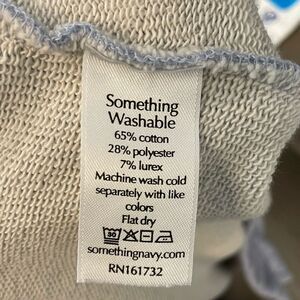 Something
Washable
65% cotton
28% polyester
7% lurex
Machine wash cold
separately with like
colors
Flat dry
30
somethingnavy.com
RN161732